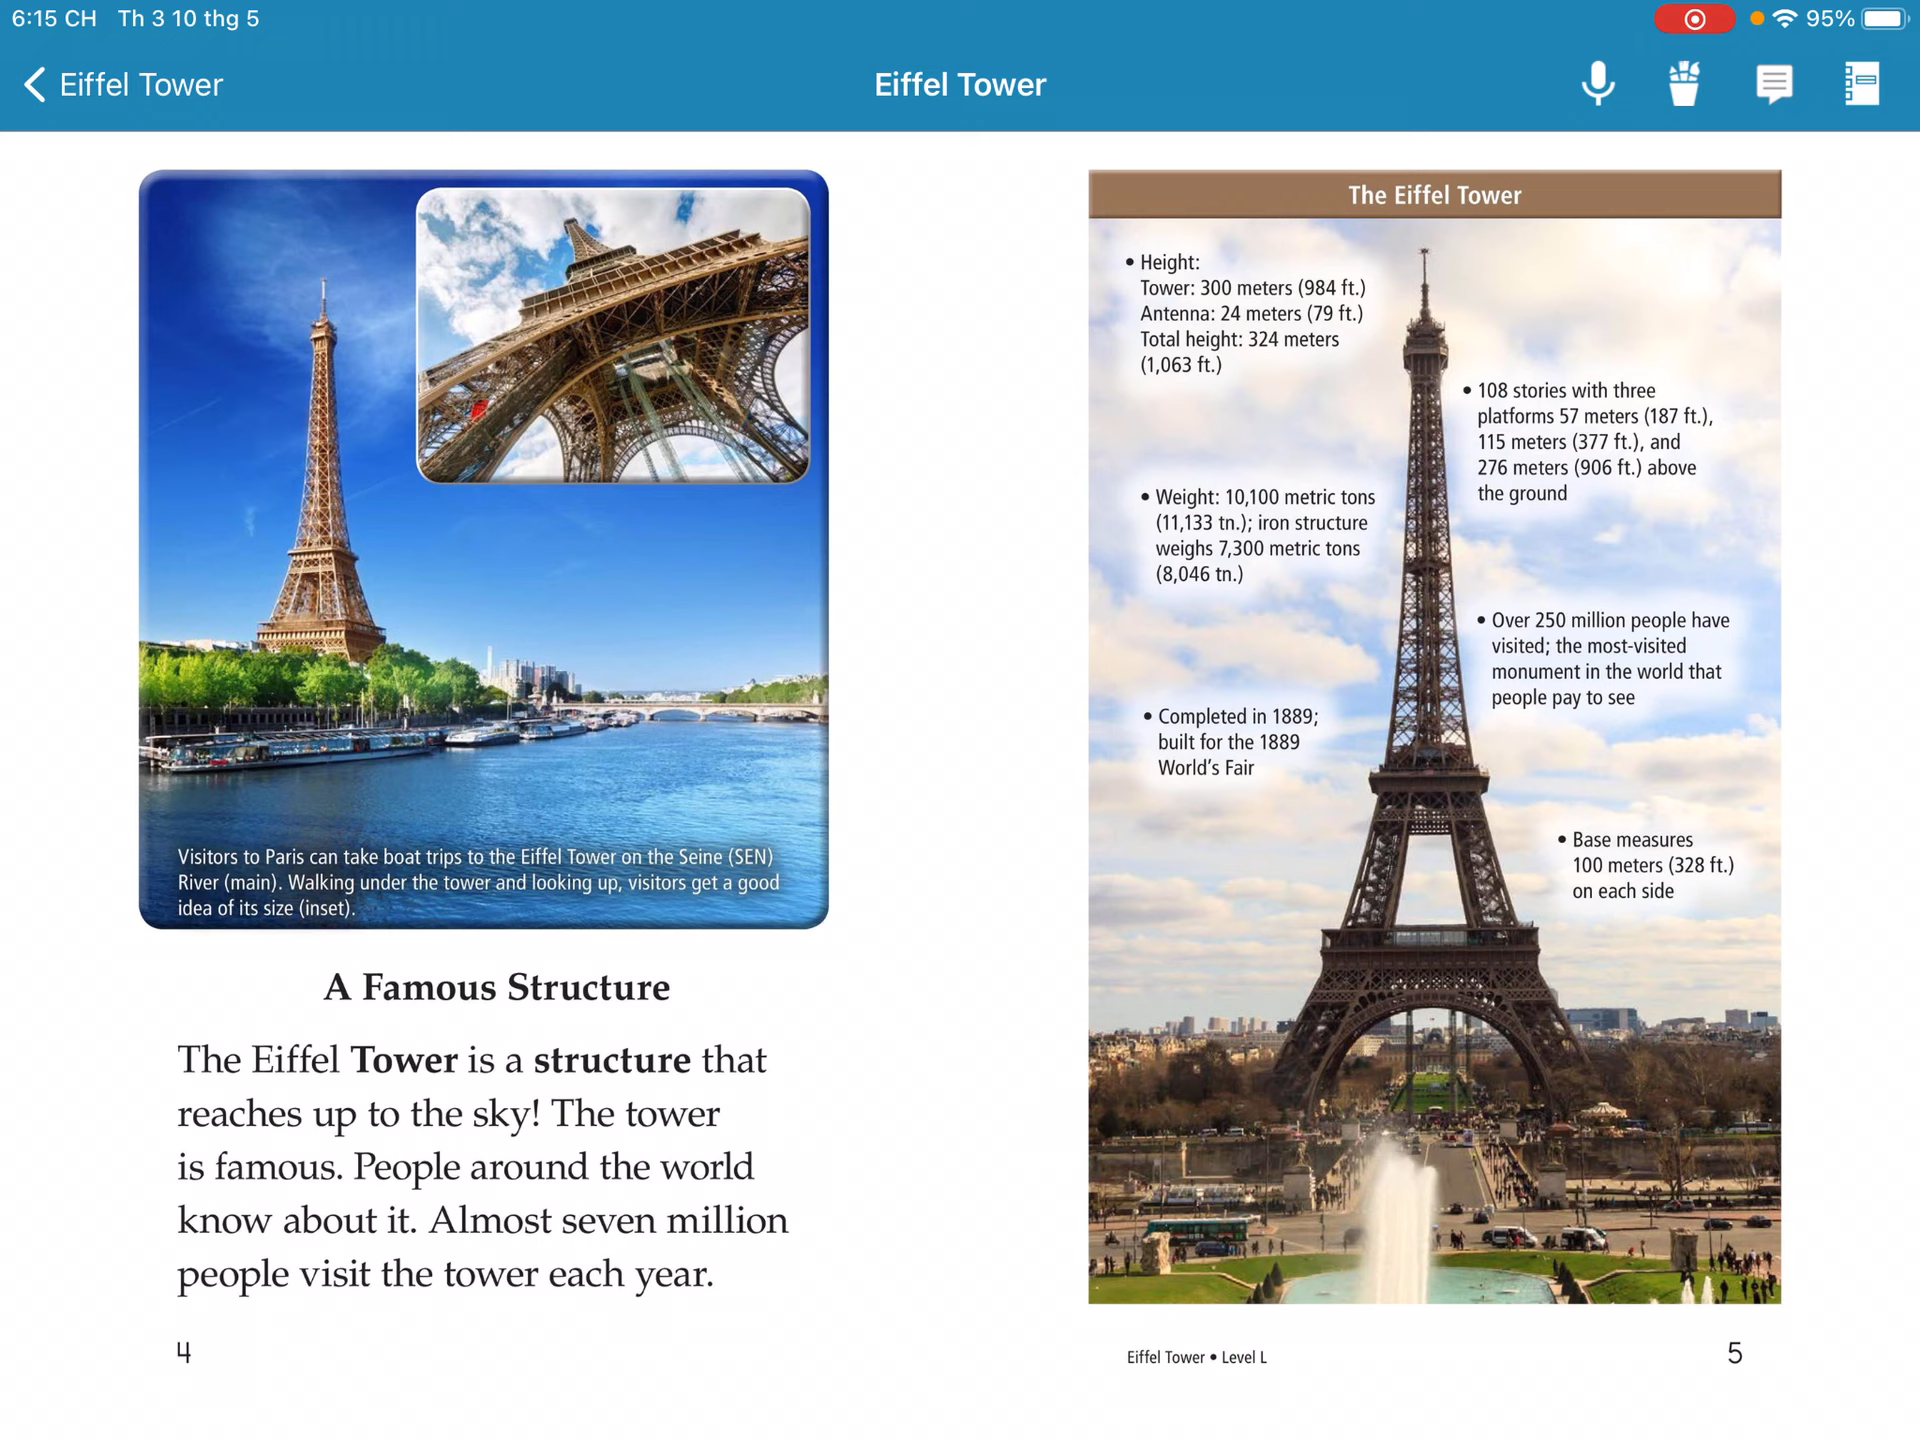 6:15 CH Th 3 10 thg 5
95%
Eiffel Tower
Eiffel Tower
Visitors to Paris can take boat trips to the Eiffel Tower on the Seine (SEN)
River (main). Walking under the tower and looking up, visitors get a good
idea of its size (inset).
A Famous Structure
The Eiffel Tower is a structure that
reaches up to the sky! The tower
is famous. People around the world
know about it. Almost seven million
people visit the tower each year.
4
The Eiffel Tower
• Height:
Tower: 300 meters (984 ft.)
Antenna: 24 meters (79 ft.)
Total height: 324 meters
(1,063 ft.)
• 108 stories with three
platforms 57 meters (187 ft.),
115 meters (377 ft.), and
276 meters (906 ft.) above
the ground
• Weight: 10,100 metric tons
(11,133 tn.); iron structure
weighs 7,300 metric tons
(8,046 tn.)
• Over 250 million people have
visited; the most-visited
monument in the world that
people pay to see
• Completed in 1889;
built for the 1889
World's Fair
• Base measures
100 meters (328 ft.)
on each side
Eiffel Tower • Level L
5